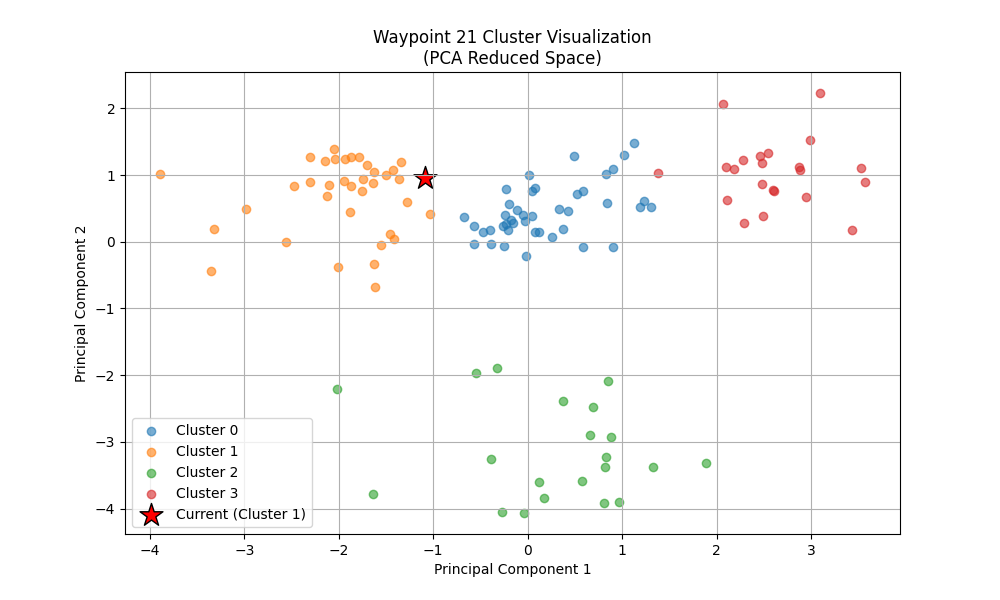 Waypoint 21 Cluster Visualization
(PCA Reduced Space)
Principal Component 2
2
1
0
−1
−2
−3
−4
Cluster 0
Cluster 1
Cluster 2
Cluster 3
Current (Cluster 1)
−4 −3 −2 −1 0 1 2 3
Principal Component 1